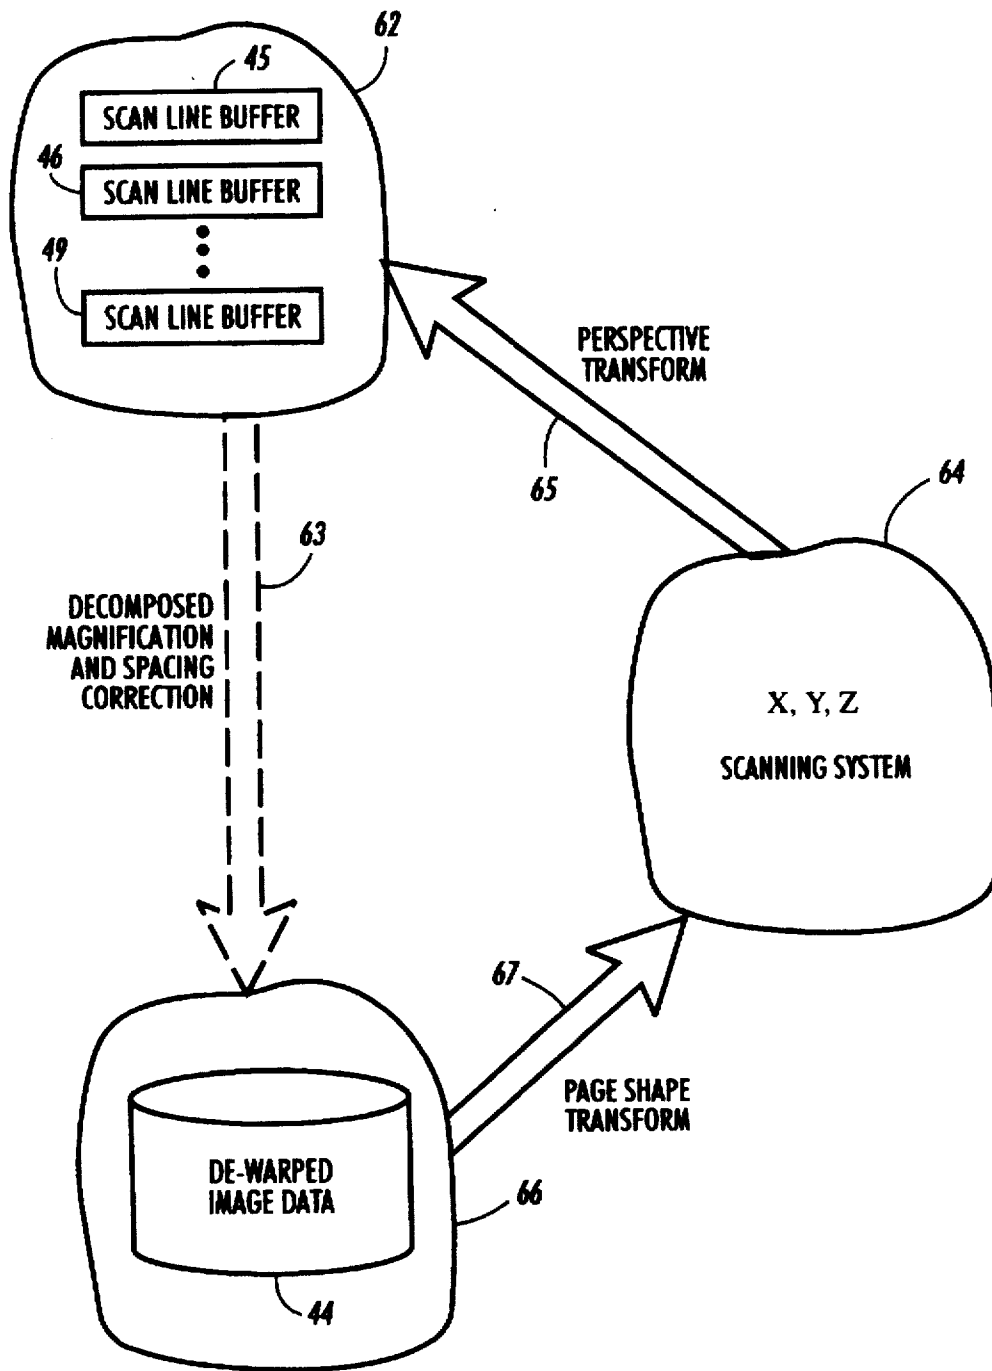 62
45
SCAN LINE BUFFER
46
SCAN LINE BUFFER
49
SCAN LINE BUFFER
PERSPECTIVE
TRANSFORM
65
64
63
DECOMPOSED
MAGNIFICATION
AND SPACING
CORRECTION
X, Y, Z
SCANNING SYSTEM
67
PAGE SHAPE
TRANSFORM
DE-WARPED
IMAGE DATA
66
44